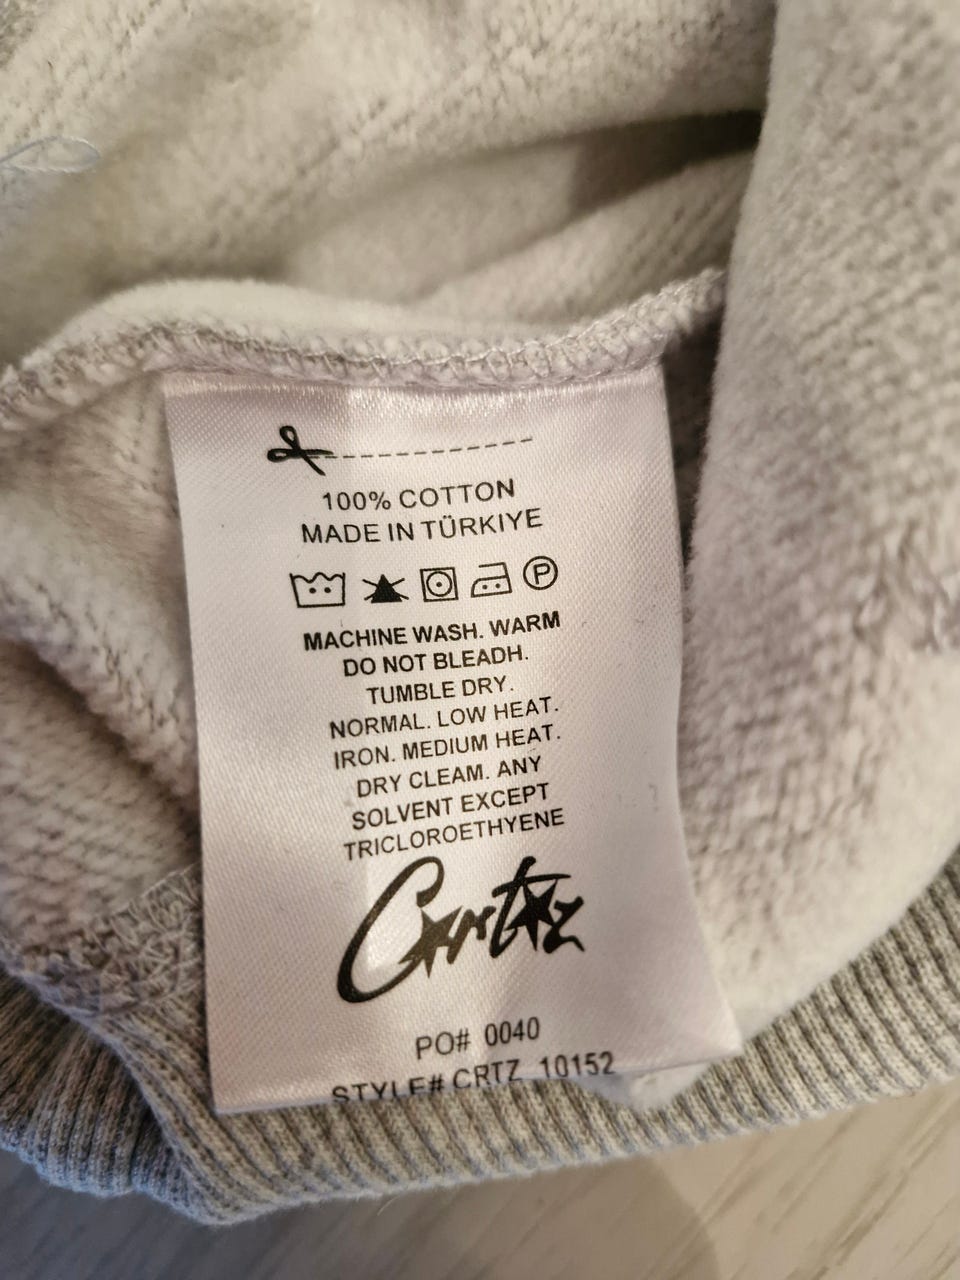 100% COTTON
MADE IN TÜRKIYE
P
MACHINE WASH. WARM
DO NOT BLEADH.
TUMBLE DRY.
NORMAL. LOW HEAT.
IRON. MEDIUM HEAT.
DRY CLEAM. ANY
SOLVENT EXCEPT
TRICLOROETHYENE
Crtz
PO# 0040
STYLE# CRTZ 10152